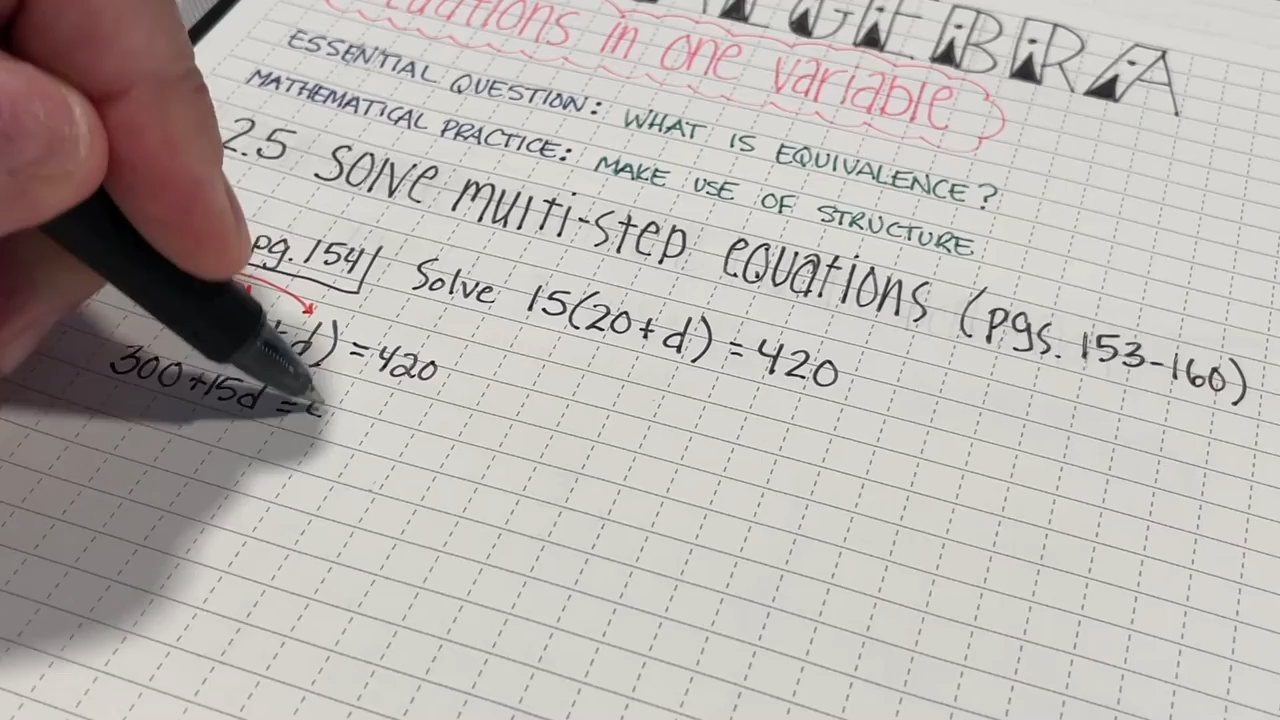 in one variable
ESSENTIAL QUESTION: WHAT IS EQUIVALENCE?
MATHEMATICAL PRACTICE: MAKE USE OF STRUCTURE
2.5 SOLVE multi-step equations (pgs. 153-160)
pg. 154 Solve 15(20+d) = 420
+ d) = 420
300+15d =